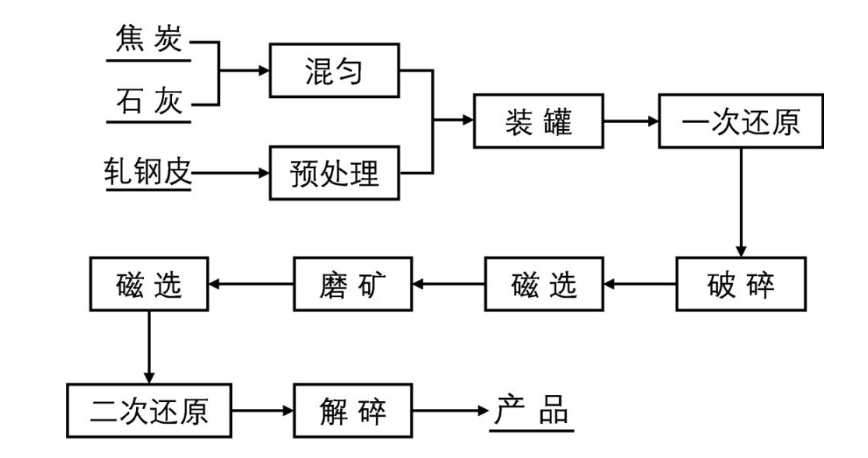 焦炭
石灰
混匀
轧钢皮
预处理
装罐
一次还原
破碎
磁选
磨矿
磁选
二次还原
解碎
产品